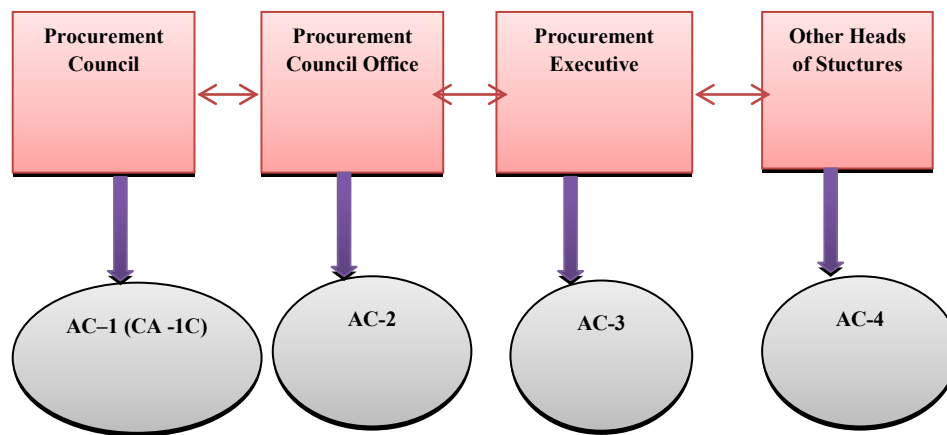 Procurement
Council
Procurement
Council Office
Procurement
Executive
Other Heads
of Stuctures
AC–1 (CA -1C)
AC-2
AC-3
AC-4